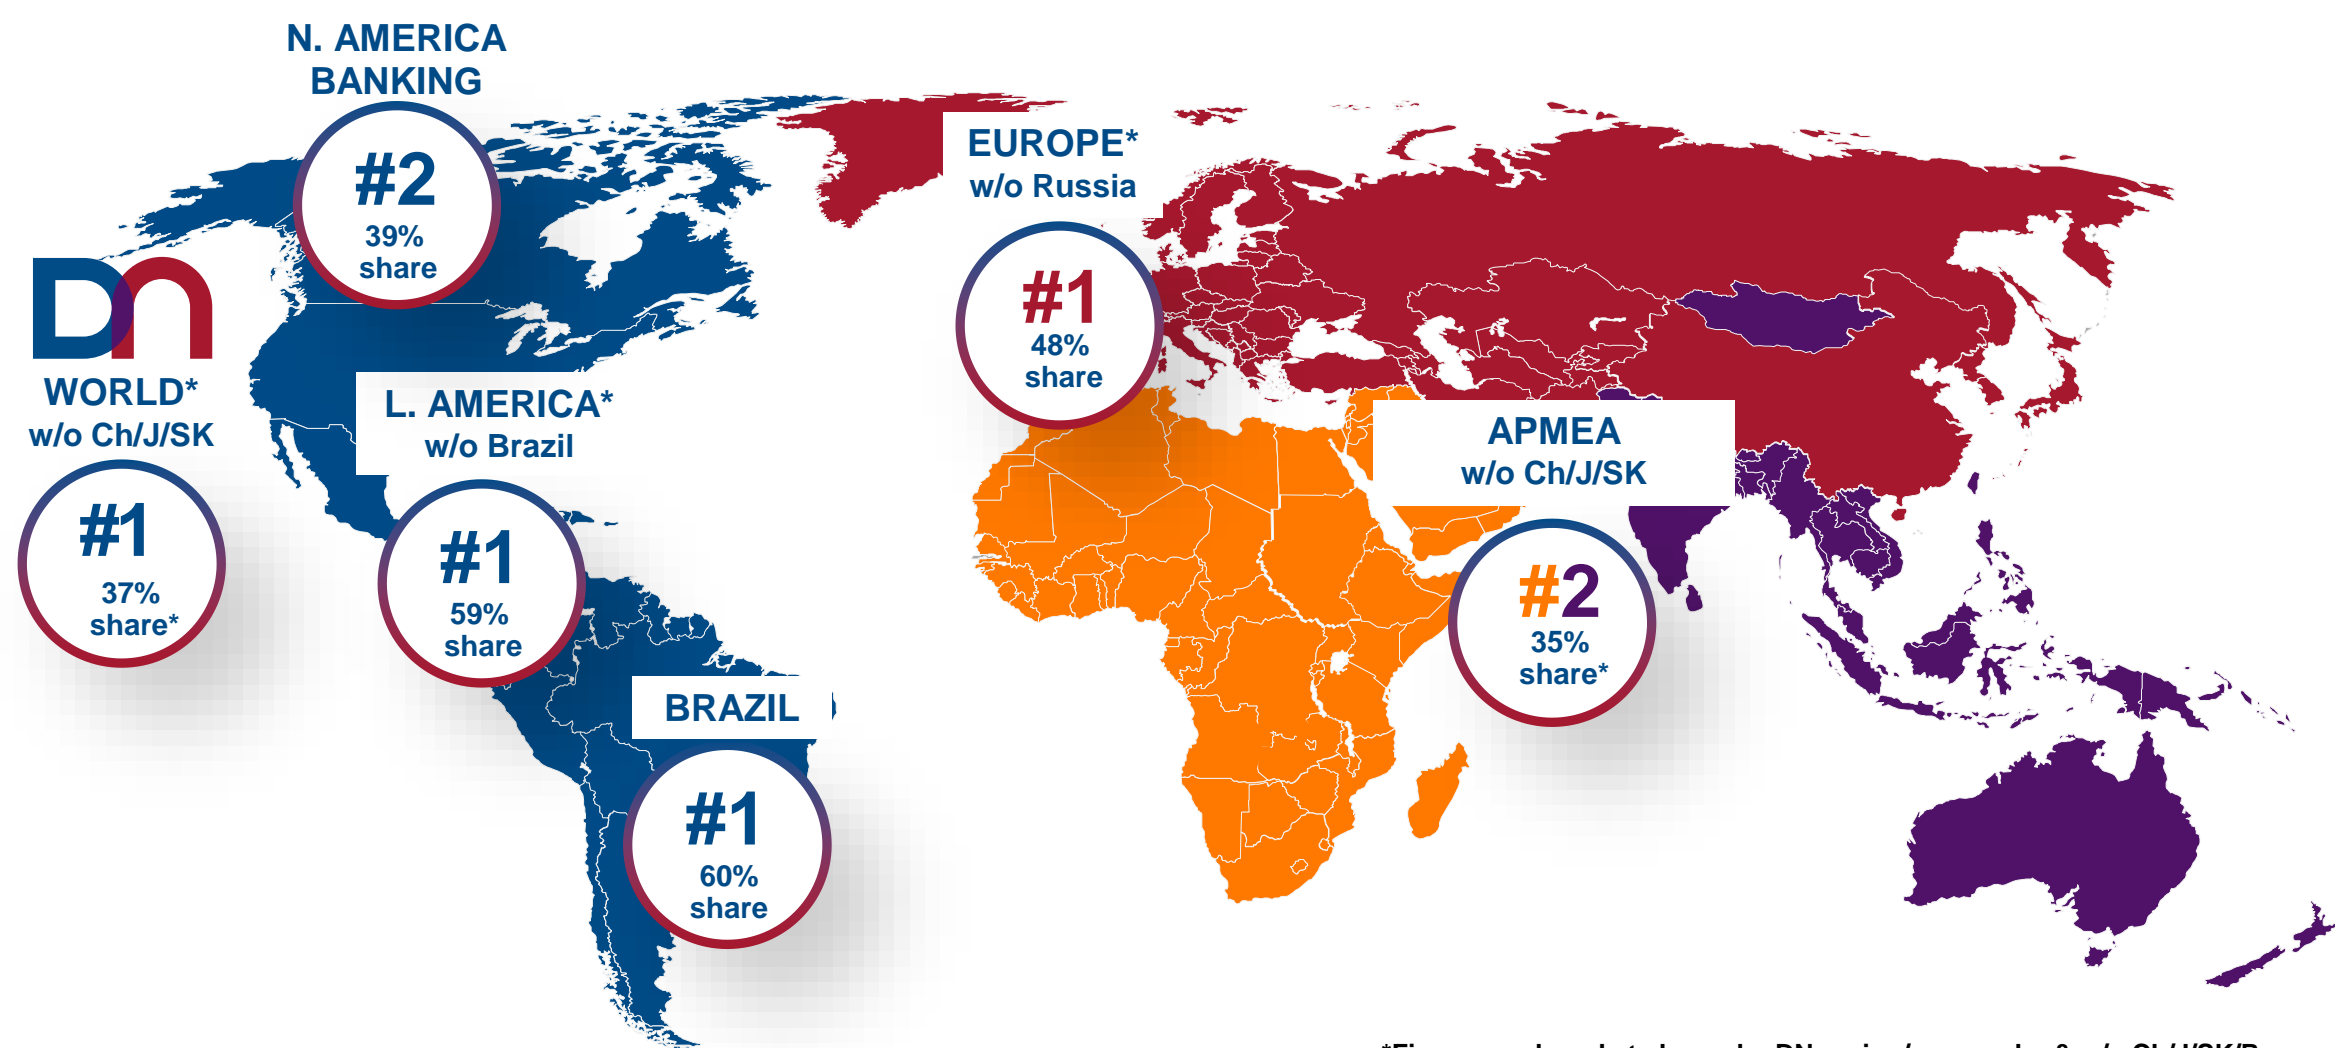 N. AMERICA
BANKING
#2
39%
share
DN
WORLD*
w/o Ch/J/SK
#1
37%
share*
L. AMERICA*
w/o Brazil
#1
59%
share
BRAZIL
#1
60%
share
EUROPE*
w/o Russia
#1
48%
share
APMEA
w/o Ch/J/SK
#2
35%
share*